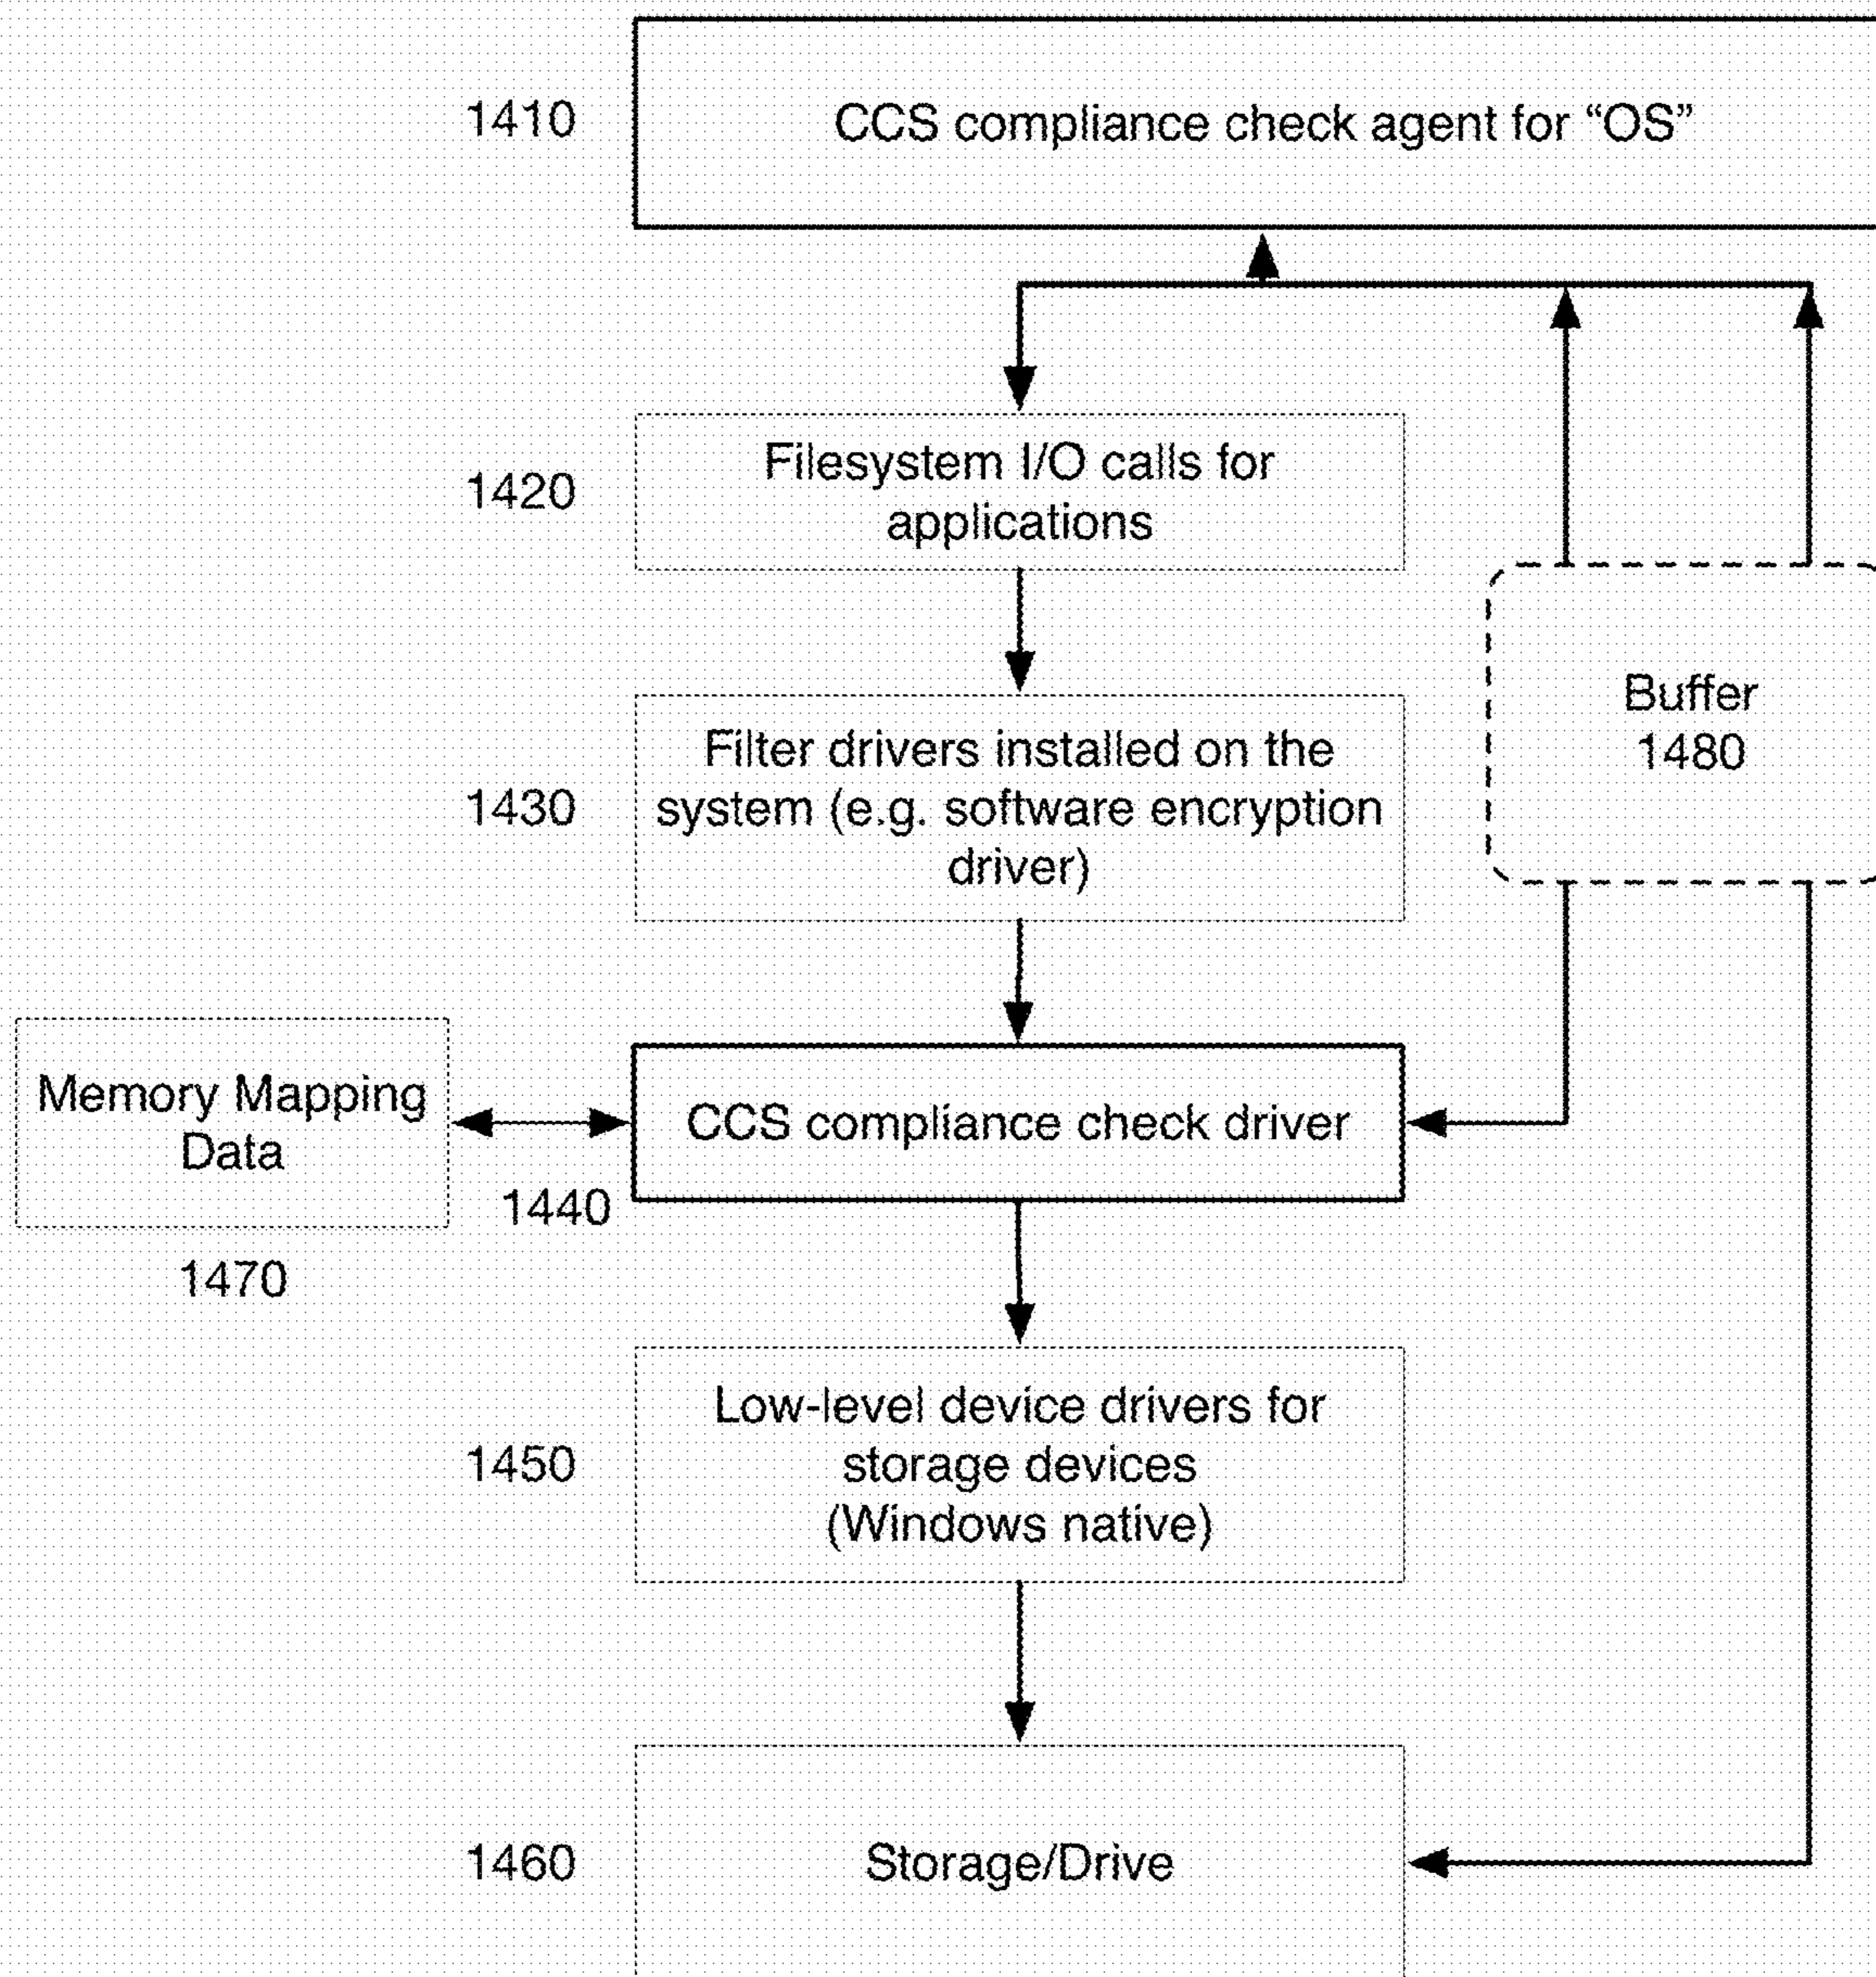 1410
CCS compliance check agent for “OS”
1420
Filesystem I/O calls for
applications
1430
Filter drivers installed on the
system (e.g. software encryption
driver)
Buffer
1480
Memory Mapping
Data
1470
1440
CCS compliance check driver
1450
Low-level device drivers for
storage devices
(Windows native)
1460
Storage/Drive